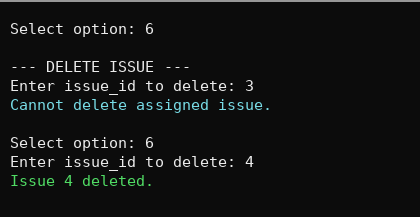 Select option: 6
--- DELETE ISSUE ---
Enter issue_id to delete: 3
Cannot delete assigned issue.
Select option: 6
Enter issue_id to delete: 4
Issue 4 deleted.